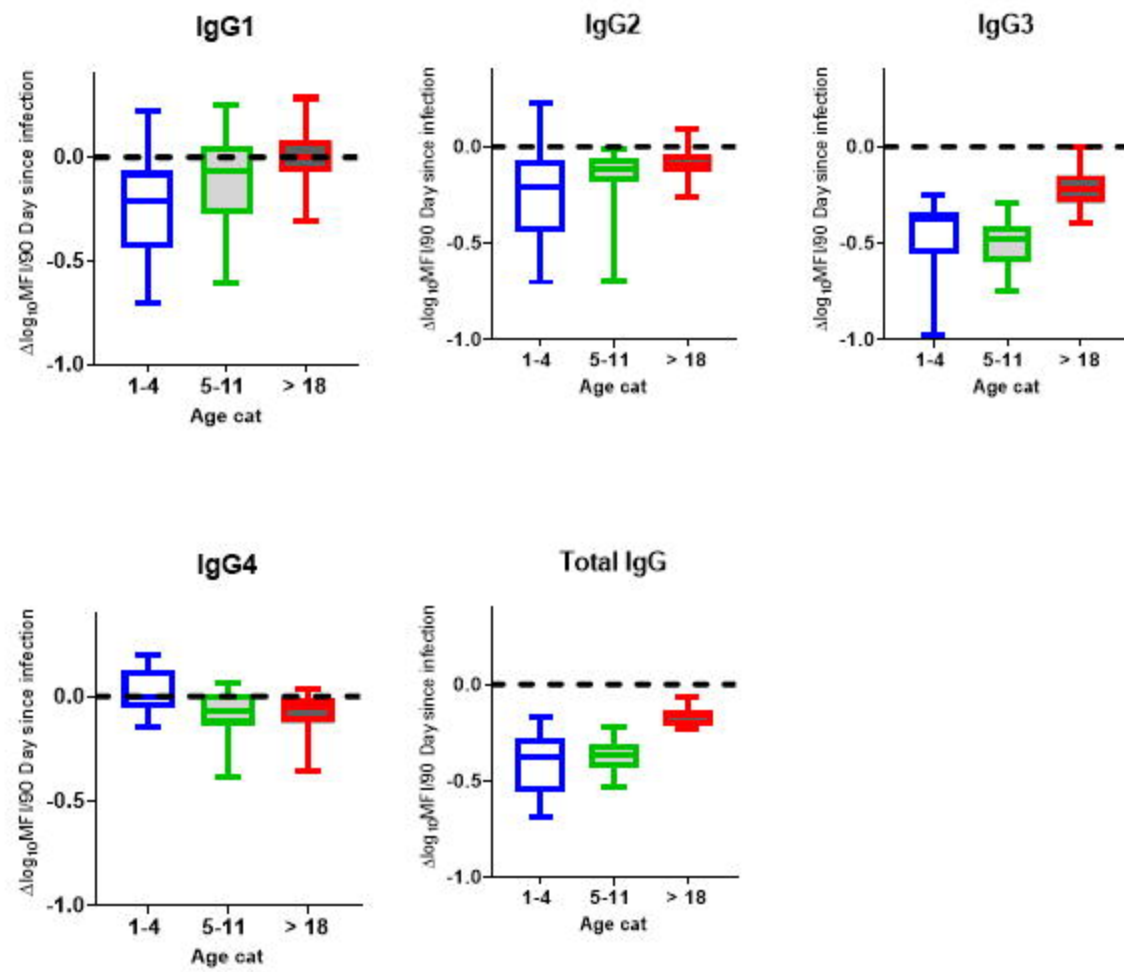 IgG1
Δlog₁₀MFI/90 Day since infection
0.0
-0.5
-1.0
1-4 5-11 > 18
Age cat
IgG2
Δlog₁₀MFI/90 Day since infection
0.0
-0.5
-1.0
1-4 5-11 > 18
Age cat
IgG3
Δlog₁₀MFI/90 Day since infection
0.0
-0.5
-1.0
1-4 5-11 > 18
Age cat
IgG4
Δlog₁₀MFI/90 Day since infection
0.0
-0.5
-1.0
1-4 5-11 > 18
Age cat
Total IgG
Δlog₁₀MFI/90 Day since infection
0.0
-0.5
-1.0
1-4 5-11 > 18
Age cat